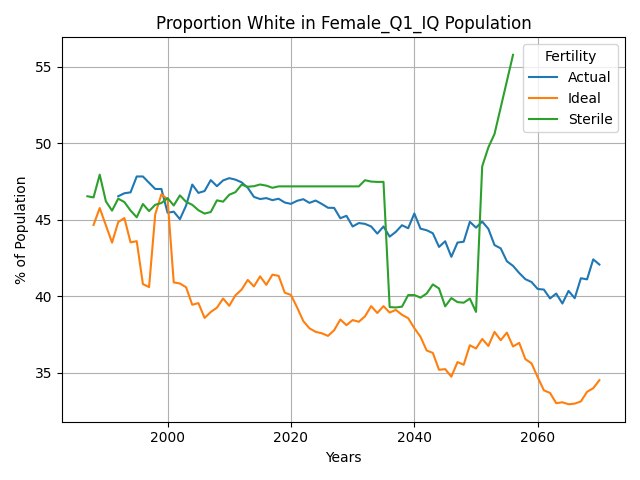 Proportion White in Female_Q1_IQ Population
Fertility
Actual
Ideal
Sterile
% of Population
55
50
45
40
35
2000
2020
2040
2060
Years